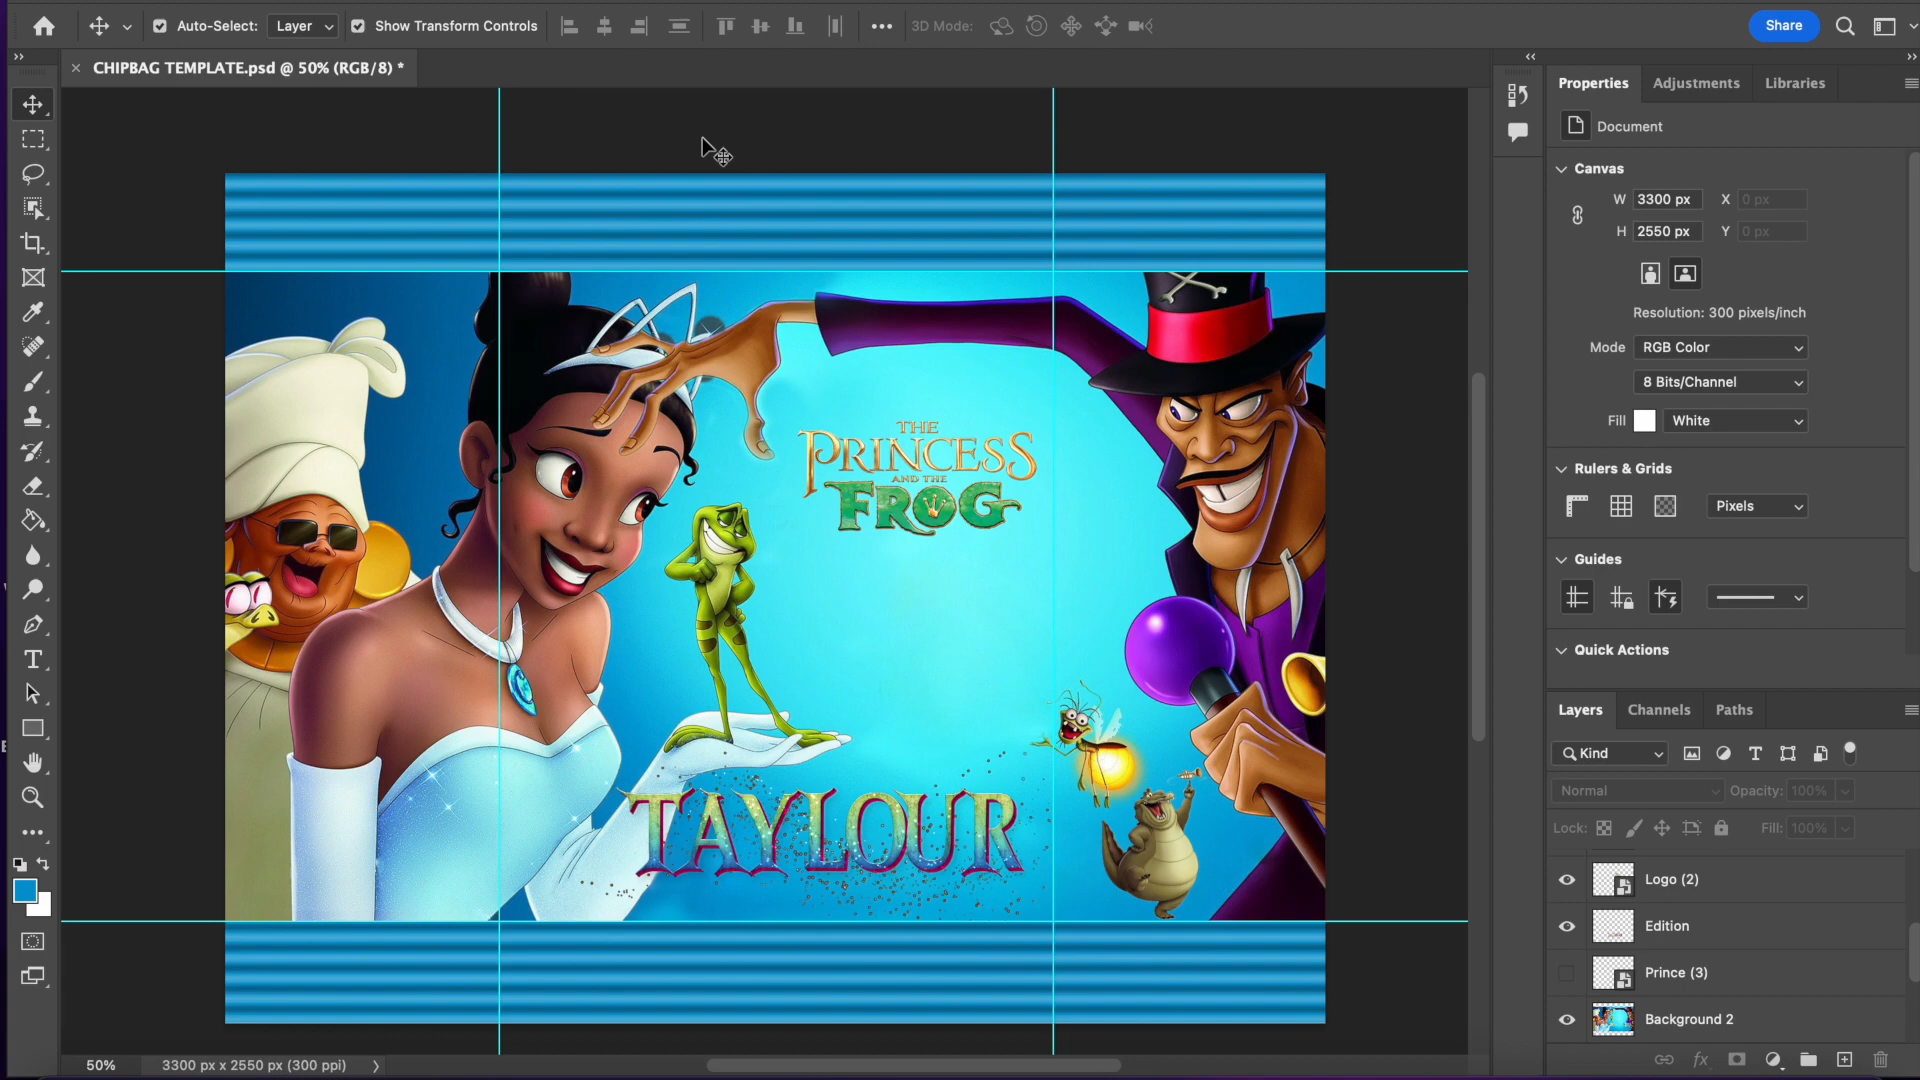 Auto-Select:
Layer
Show Transform Controls
3D Mode:
Share
CHIPBAG TEMPLATE.psd @ 50% (RGB/8) *
Properties
Adjustments
Libraries
Document
Canvas
W 3300 px X 0 px
H 2550 px Y 0 px
Resolution: 300 pixels/inch
Mode RGB Color
8 Bits/Channel
Fill White
Rulers & Grids
Pixels
Guides
Quick Actions
Layers
Channels
Paths
Kind
Normal
Opacity: 100%
Lock:
Fill: 100%
Logo (2)
Edition
Prince (3)
Background 2
THE
PRINCESS
AND THE
FROG
TAYLOUR
50%
3300 px x 2550 px (300 ppi)